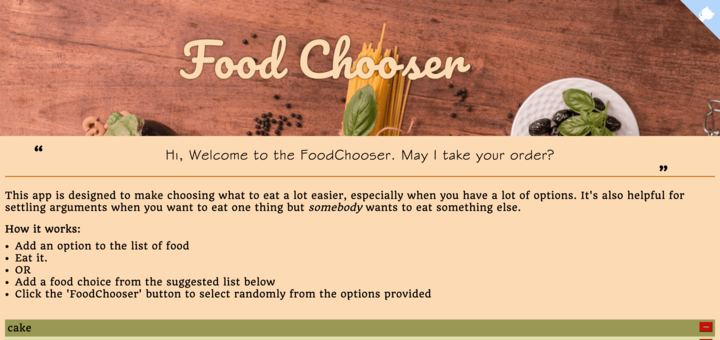 Food Chooser
“
Hi, Welcome to the FoodChooser. May I take your order?
”
This app is designed to make choosing what to eat a lot easier, especially when you have a lot of options. It's also helpful for
settling arguments when you want to eat one thing but somebody wants to eat something else.
How it works:
• Add an option to the list of food
• Eat it.
• OR
• Add a food choice from the suggested list below
• Click the 'FoodChooser' button to select randomly from the options provided
cake